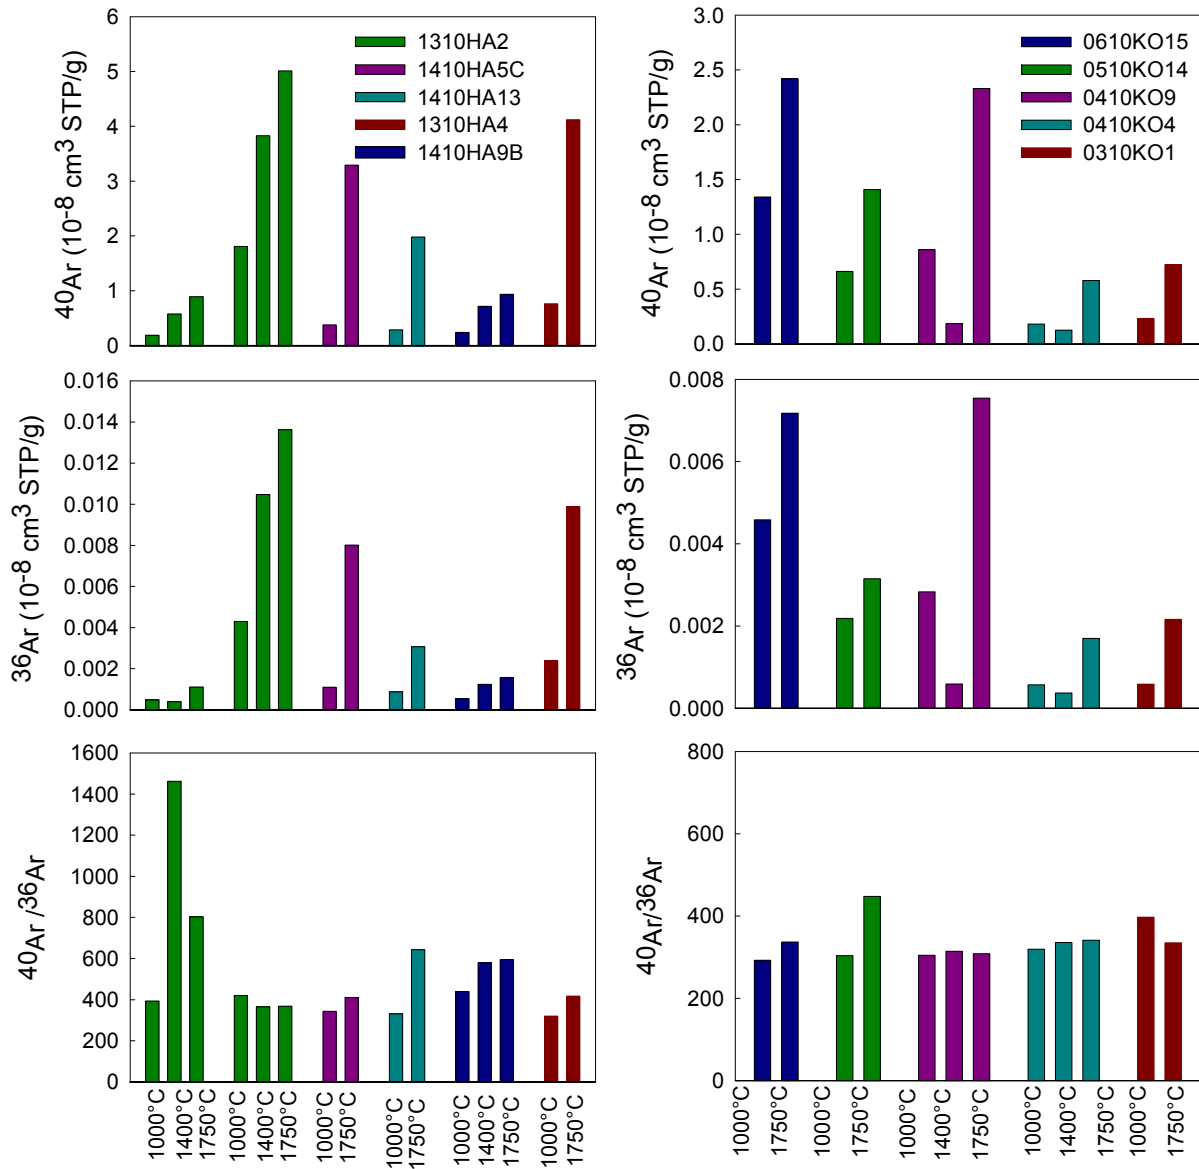 6
5
4
3
2
1
0
40Ar (10-8 cm3 STP/g)
1310HA2
1410HA5C
1410HA13
1310HA4
1410HA9B
3.0
2.5
2.0
1.5
1.0
0.5
0.0
40Ar (10-8 cm3 STP/g)
0610KO15
0510KO14
0410KO9
0410KO4
0310KO1
0.016
0.014
0.012
0.010
0.008
0.006
0.004
0.002
0.000
36Ar (10-8 cm3 STP/g)
0.008
0.006
0.004
0.002
0.000
36Ar (10-8 cm3 STP/g)
1600
1400
1200
1000
800
600
400
200
0
40Ar /36Ar
1000°C
1400°C
1750°C
1000°C
1400°C
1750°C
1000°C
1750°C
1000°C
1750°C
1000°C
1400°C
1750°C
1000°C
1750°C
800
600
400
200
0
40Ar/36Ar
1000°C
1750°C
1000°C
1750°C
1000°C
1400°C
1750°C
1000°C
1400°C
1750°C
1000°C
1750°C